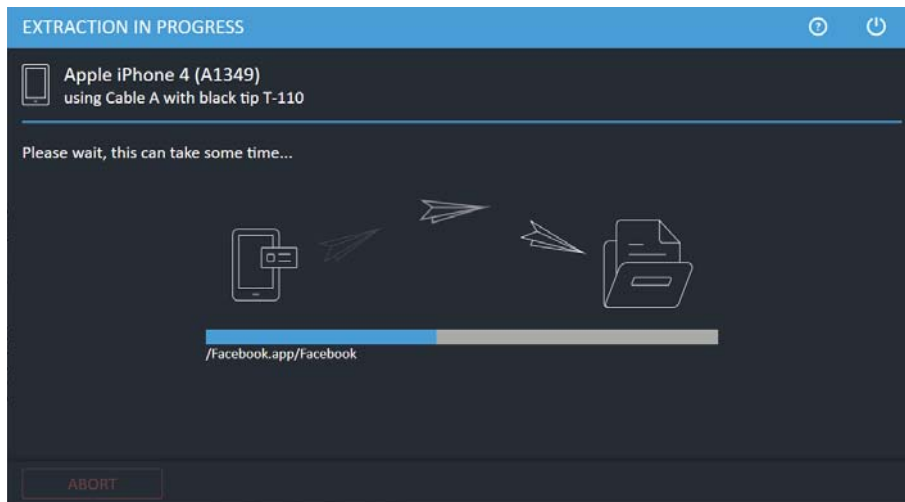 EXTRACTION IN PROGRESS
Apple iPhone 4 (A1349)
using Cable A with black tip T-110
Please wait, this can take some time...
/Facebook.app/Facebook
ABORT